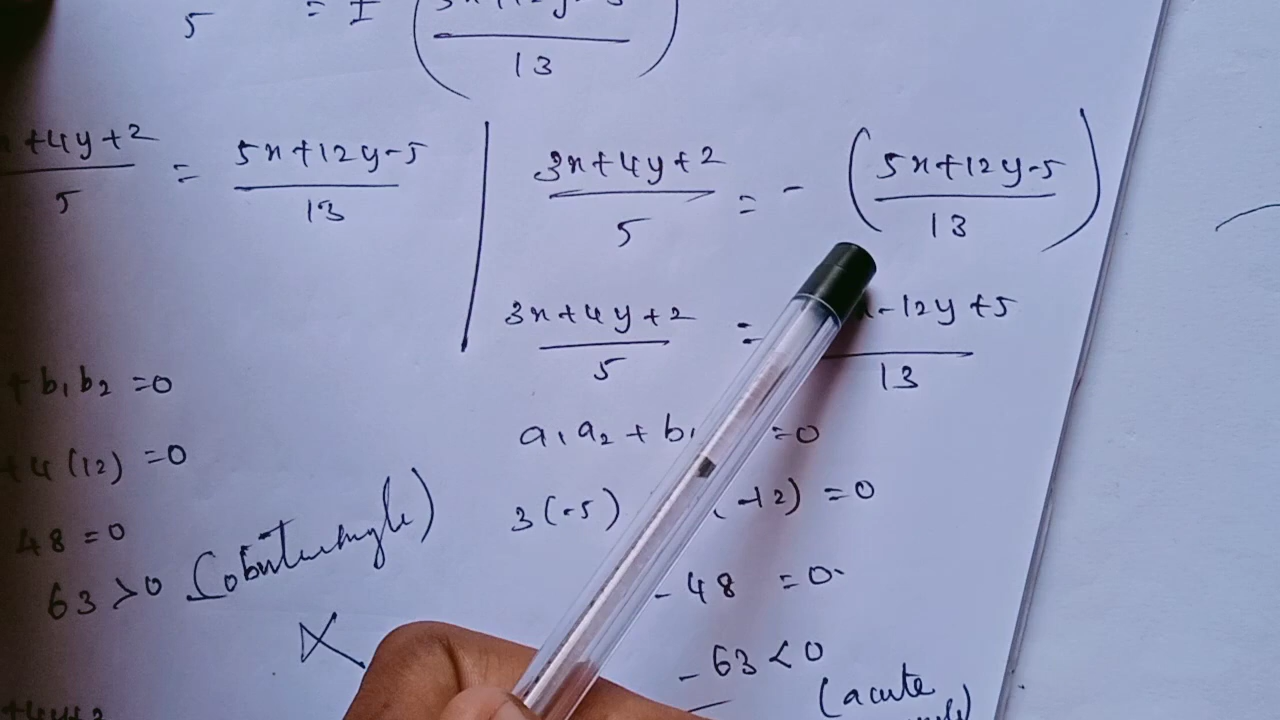 5 = ± ( / 13 )
+4y+2 / 5 = 5x+12y-5 / 13
+ b₁b₂ =0
+4(12) =0
48=0
63>0 (obtuse angle)
3x+4y+2 / 5 = - ( 5x+12y-5 / 13 )
3x+4y+2 / 5 = -12y+5 / 13
a₁a₂ + b₁ =0
3(-5) (-12) =0
-48 =0
-63<0
(acute